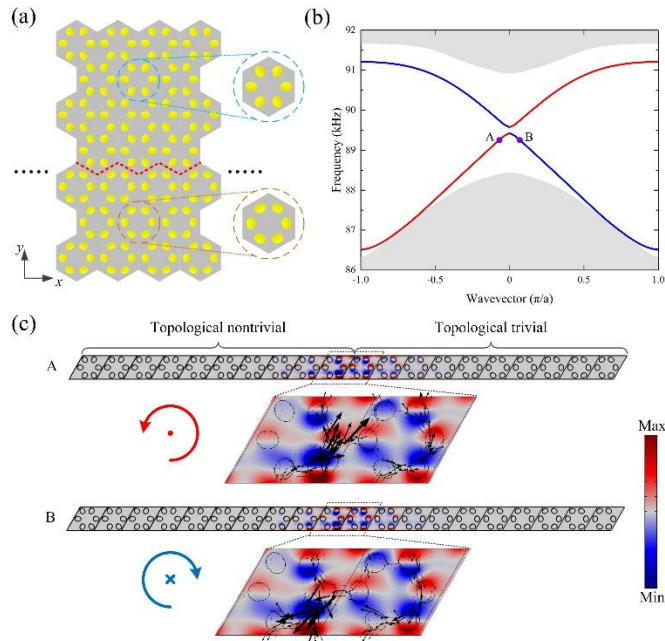 (a)
y
x
(b)
Frequency (kHz)
92
91
90
89
88
87
86
A
B
-1.0
-0.5
0
0.5
1.0
Wavevector (π/a)
(c)
Topological nontrivial
Topological trivial
A
B
Max
Min